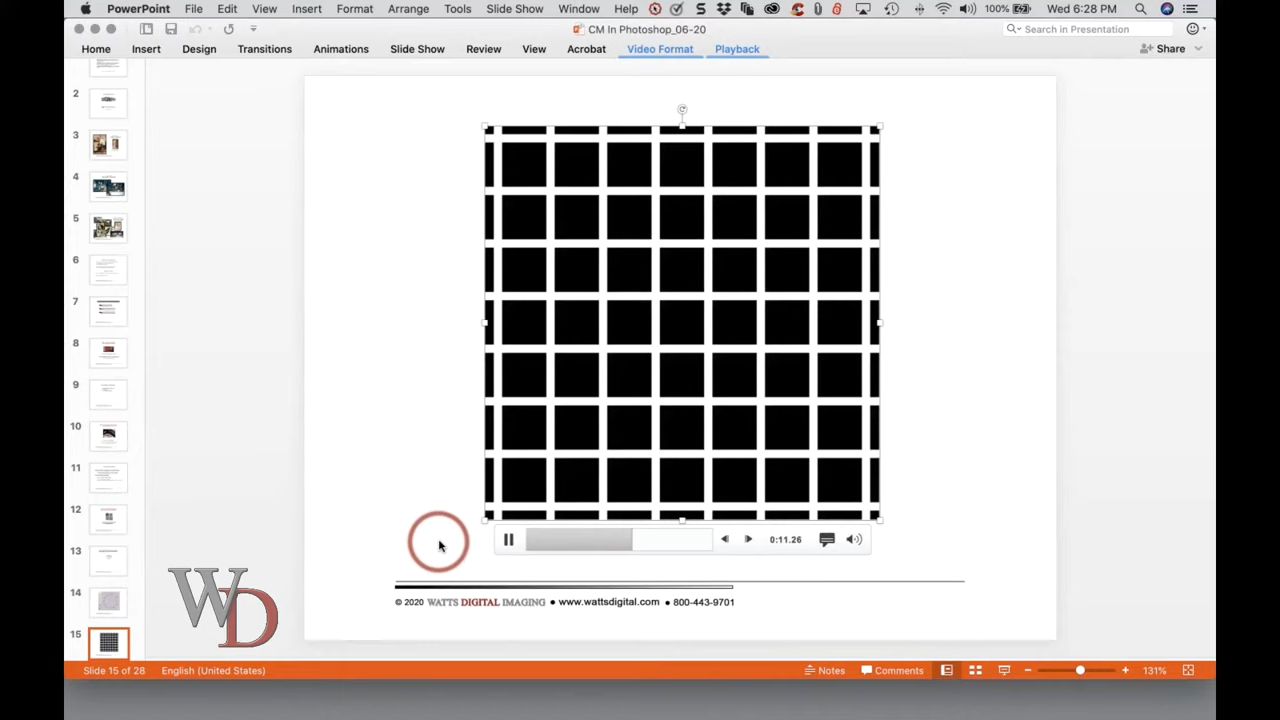 PowerPoint File Edit View Insert Format Arrange Tools Slide Show Window Help 100% Wed 6:28 PM
CM In Photoshop_06-20
Search in Presentation
Home Insert Design Transitions Animations Slide Show Review View Acrobat Video Format Playback Share
2
3
4
5
6
7
8
9
10
11
12
13
14
15
0:11.26
WD
© 2020 WATTS DIGITAL IMAGING ● www.wattsdigital.com ● 800-443-9701
Slide 15 of 28 English (United States) Notes Comments 131%